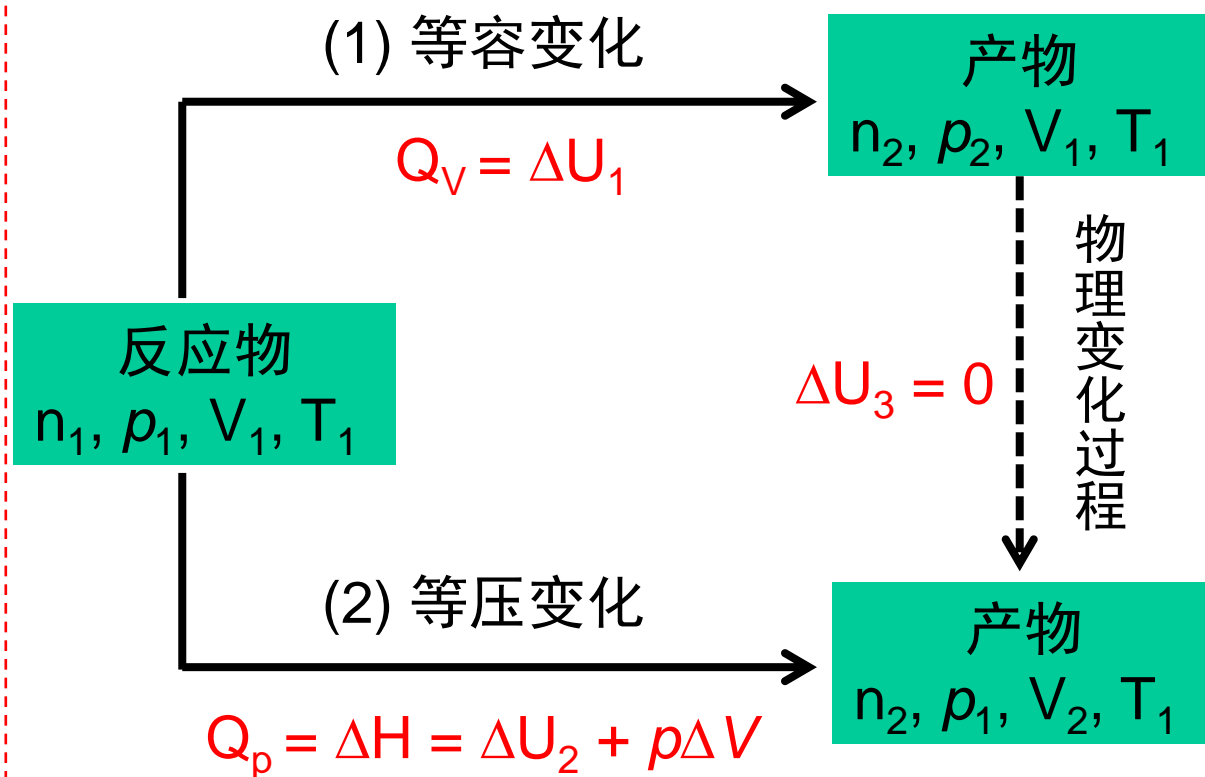 (1) 等容变化
产物
n₂, p₂, V₁, T₁
Q_V = ΔU₁
物理变化过程
反应物
n₁, p₁, V₁, T₁
ΔU₃ = 0
(2) 等压变化
产物
n₂, p₁, V₂, T₁
Qₚ = ΔH = ΔU₂ + pΔV